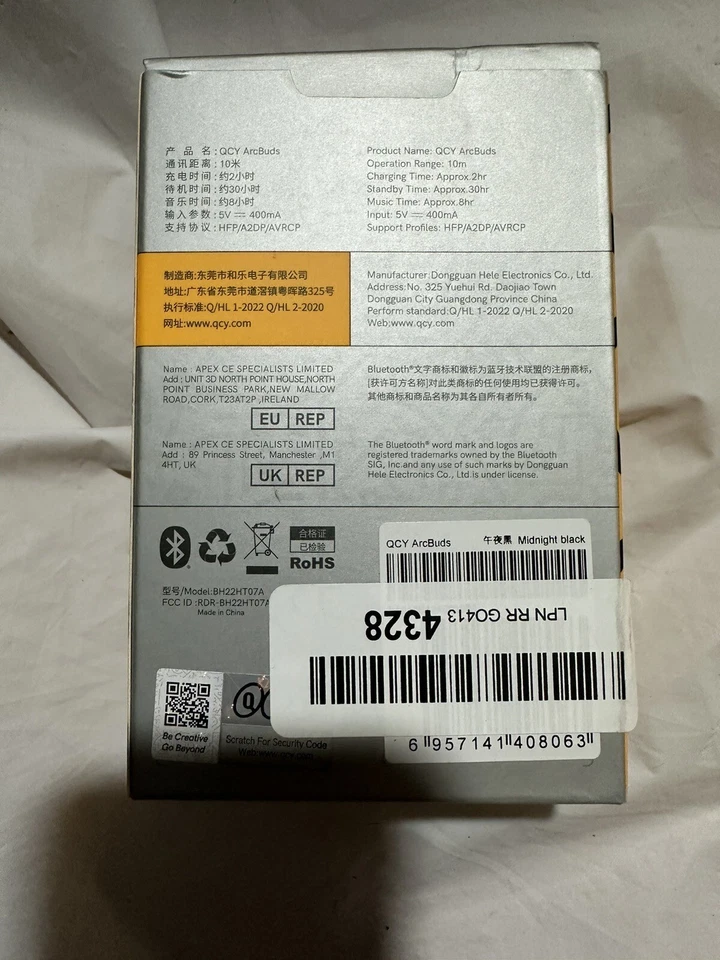 产品名:QCY ArcBuds
通讯距离:10米
充电时间:约2小时
待机时间:约30小时
音乐时间:约8小时
输入参数:5V ⎓ 400mA
支持协议:HFP/A2DP/AVRCP
Product Name: QCY ArcBuds
Operation Range: 10m
Charging Time: Approx.2hr
Standby Time: Approx.30hr
Music Time: Approx.8hr
Input: 5V ⎓ 400mA
Support Profiles: HFP/A2DP/AVRCP
制造商:东莞市和乐电子有限公司
地址:广东省东莞市道滘镇粤晖路325号
执行标准:Q/HL 1-2022 Q/HL 2-2020
网址:www.qcy.com
Manufacturer:Dongguan Hele Electronics Co., Ltd.
Address:No. 325 Yuehui Rd. Daojiao Town
Dongguan City Guangdong Province China
Perform standard:Q/HL 1-2022 Q/HL 2-2020
Web:www.qcy.com
Name : APEX CE SPECIALISTS LIMITED
Add : UNIT 3D NORTH POINT HOUSE,NORTH
POINT BUSINESS PARK,NEW MALLOW
ROAD,CORK,T23AT2P ,IRELAND
EU REP
Name : APEX CE SPECIALISTS LIMITED
Add : 89 Princess Street, Manchester ,M1
4HT, UK
UK REP
Bluetooth®文字商标和徽标为蓝牙技术联盟的注册商标，
[获许可方名称]对此类商标的任何使用均已获得许可。
其他商标和商品名称为其各自所有者所有。
The Bluetooth® word mark and logos are
registered trademarks owned by the Bluetooth
SIG, Inc.and any use of such marks by Dongguan
Hele Electronics Co., Ltd.is under license.
合格证
已检验
RoHS
型号/Model:BH22HT07A
FCC ID :RDR-BH22HT07A
Made in China
QCY ArcBuds 午夜黑 Midnight black
LPN RR GO413 4328
Be Creative
Go Beyond
Scratch For Security Code
Web:www.qcy.com
6 957141 408063